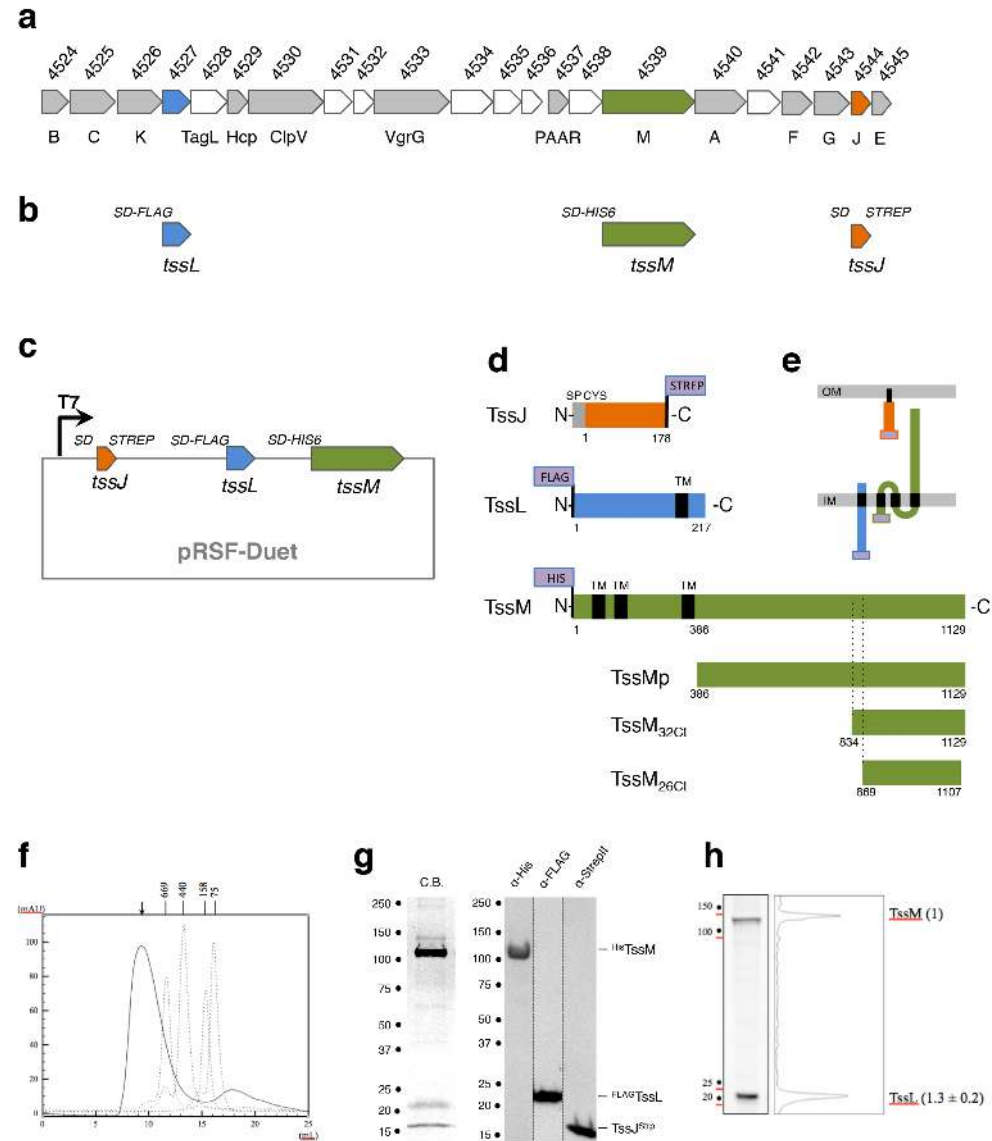 a
4524 4525 4526 4527 4528 4529 4530 4531 4532 4533 4534 4535 4536 4537 4538 4539 4540 4541 4542 4543 4544 4545
B C K TagL Hcp ClpV VgrG PAAR M A F G J E
b
SD-FLAG SD-HIS6 SD STREP
tssL tssM tssJ
c
T7
SD STREP SD-FLAG SD-HIS6
tssJ tssL tssM
pRSF-Duet
d
STREP
SP CYS
TssJ N- -C
1 178
FLAG
TM
TssL N- -C
217
HIS
TM TM TM
TssM N- -C
1 386 1129
TssMp
386 1129
TssM32Ct
834 1129
TssM26Ct
869 1107
e
OM
IM
f
669 440 158 75
(mAU)
100
80
60
40
20
0
0 5 10 15 20 25
(mL)
g
C.B. α-His α-FLAG α-StrepII
250 250
150 150
100 100 HisTssM
75 75
50 50
37 37
25 25
20 20 FLAGTssL
15 15 TssJStrep
h
150 TssM (1)
100
25
20 TssL (1.3 ± 0.2)